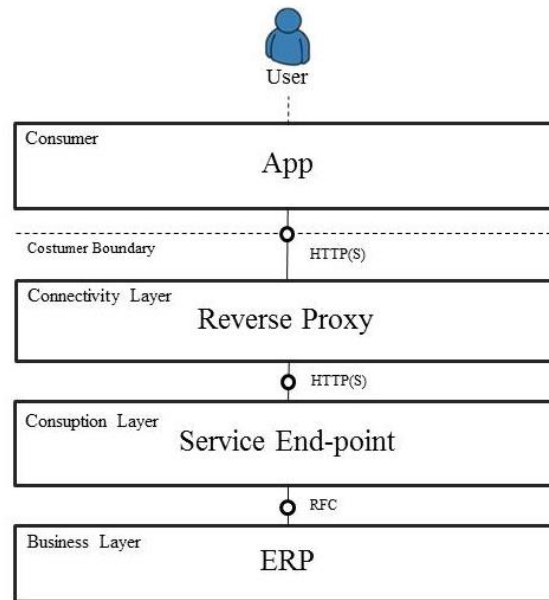 User
Consumer
App
Costumer Boundary
HTTP(S)
Connectivity Layer
Reverse Proxy
HTTP(S)
Consuption Layer
Service End-point
RFC
Business Layer
ERP